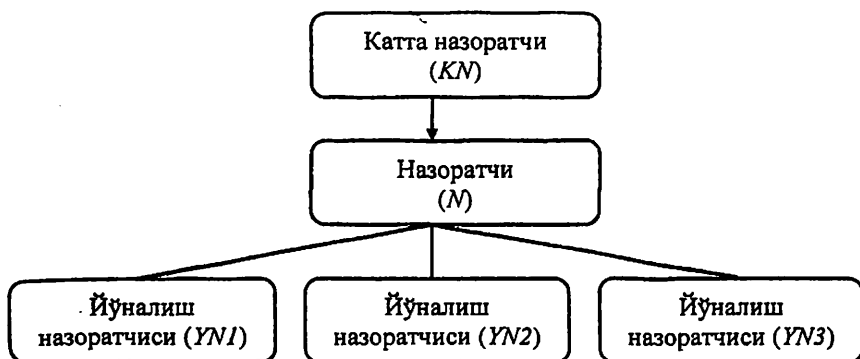 Катта назоратчи
(KN)
Назоратчи
(N)
Йўналиш
назоратчиси (YN1)
Йўналиш
назоратчиси (YN2)
Йўналиш
назоратчиси (YN3)